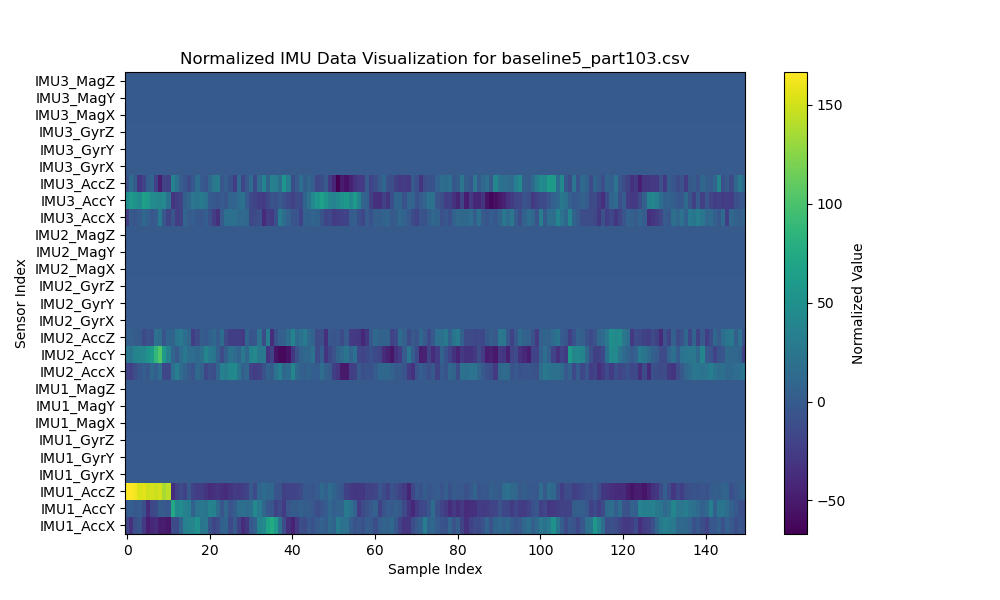 Normalized IMU Data Visualization for baseline5_part103.csv
IMU3_MagZ
IMU3_MagY
IMU3_MagX
IMU3_GyrZ
IMU3_GyrY
IMU3_GyrX
IMU3_AccZ
IMU3_AccY
IMU3_AccX
IMU2_MagZ
IMU2_MagY
IMU2_MagX
IMU2_GyrZ
IMU2_GyrY
IMU2_GyrX
IMU2_AccZ
IMU2_AccY
IMU2_AccX
IMU1_MagZ
IMU1_MagY
IMU1_MagX
IMU1_GyrZ
IMU1_GyrY
IMU1_GyrX
IMU1_AccZ
IMU1_AccY
IMU1_AccX
Sensor Index
0 20 40 60 80 100 120 140
Sample Index
150
100
50
0
−50
Normalized Value